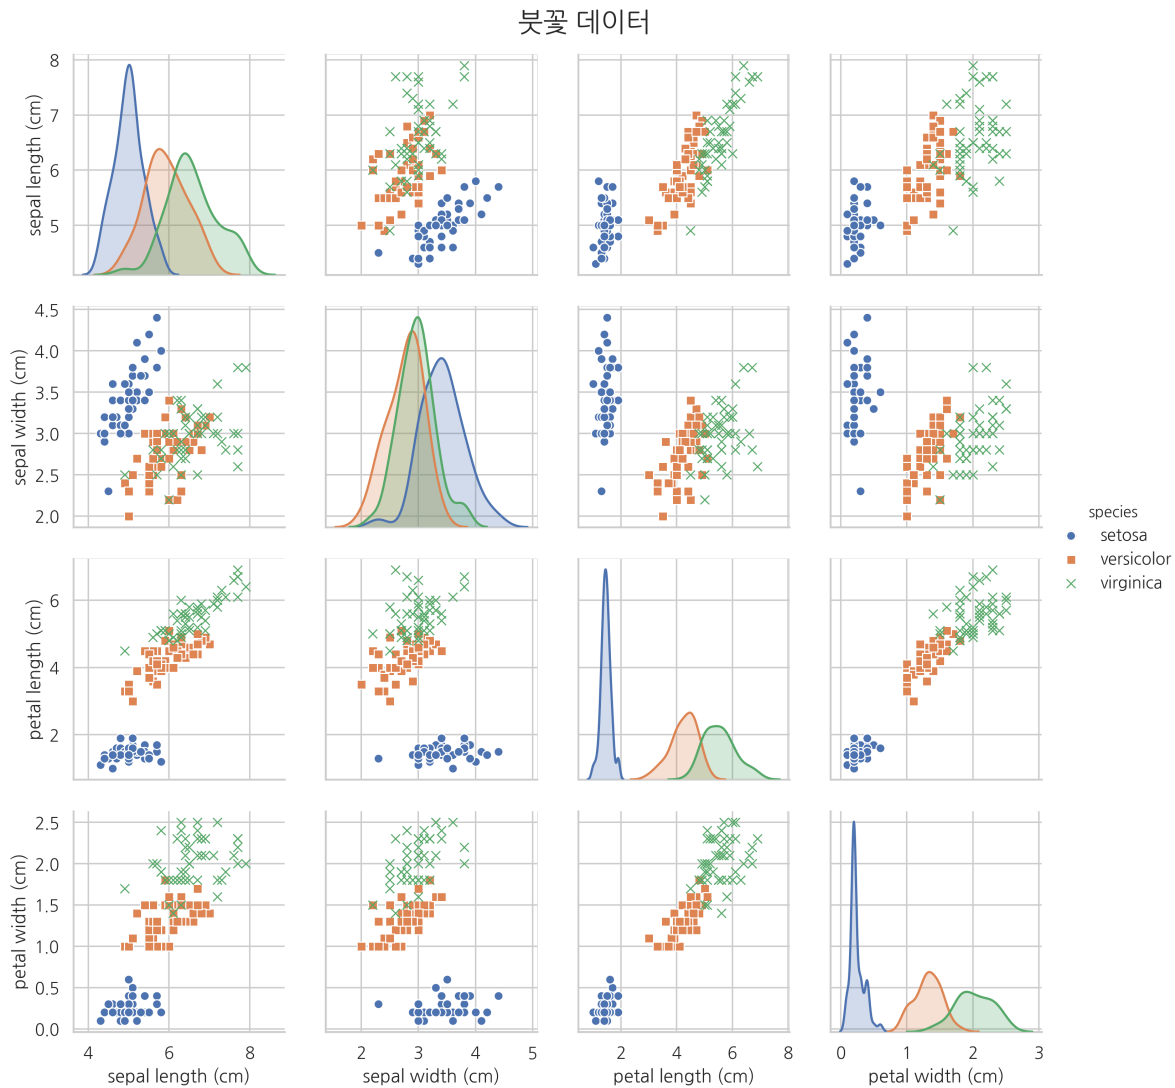 붓꽃 데이터
sepal length (cm)
8
7
6
5
sepal width (cm)
4.5
4.0
3.5
3.0
2.5
2.0
species
setosa
versicolor
virginica
petal length (cm)
6
4
2
petal width (cm)
2.5
2.0
1.5
1.0
0.5
0.0
4 6 8
2 3 4 5
2 4 6 8
0 1 2 3
sepal length (cm)
sepal width (cm)
petal length (cm)
petal width (cm)